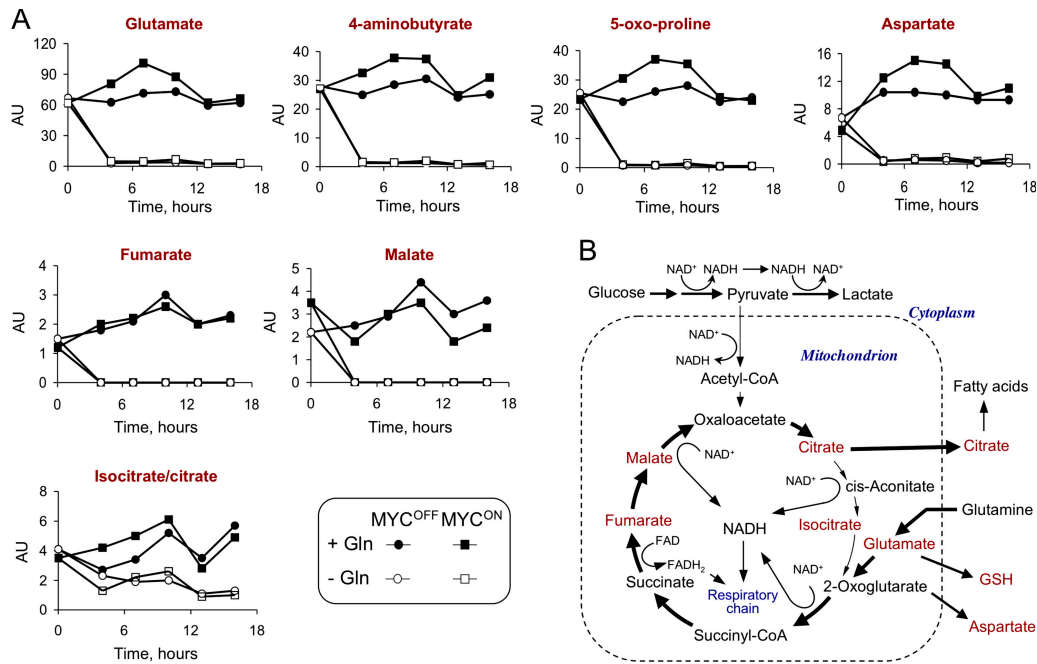 A
Glutamate
AU
120
90
60
30
0
0 6 12 18
Time, hours
4-aminobutyrate
AU
40
30
20
10
0
0 6 12 18
Time, hours
5-oxo-proline
AU
40
30
20
10
0
0 6 12 18
Time, hours
Aspartate
AU
16
12
8
4
0
0 6 12 18
Time, hours
Fumarate
AU
4
3
2
1
0
0 6 12 18
Time, hours
Malate
AU
5
4
3
2
1
0
0 6 12 18
Time, hours
Isocitrate/citrate
AU
8
6
4
2
0
0 6 12 18
Time, hours
MYC^OFF MYC^ON
+ Gln
- Gln
B
NAD⁺ NADH NADH NAD⁺
Glucose Pyruvate Lactate
Cytoplasm
NAD⁺
Mitochondrion
NADH
Acetyl-CoA
Fatty acids
Oxaloacetate
Citrate
Citrate
Malate
NAD⁺
NAD⁺
cis-Aconitate
Fumarate
NADH
Isocitrate
Glutamine
Glutamate
FAD
FADH₂
Succinate
NAD⁺
2-Oxoglutarate
GSH
Respiratory
chain
Succinyl-CoA
Aspartate